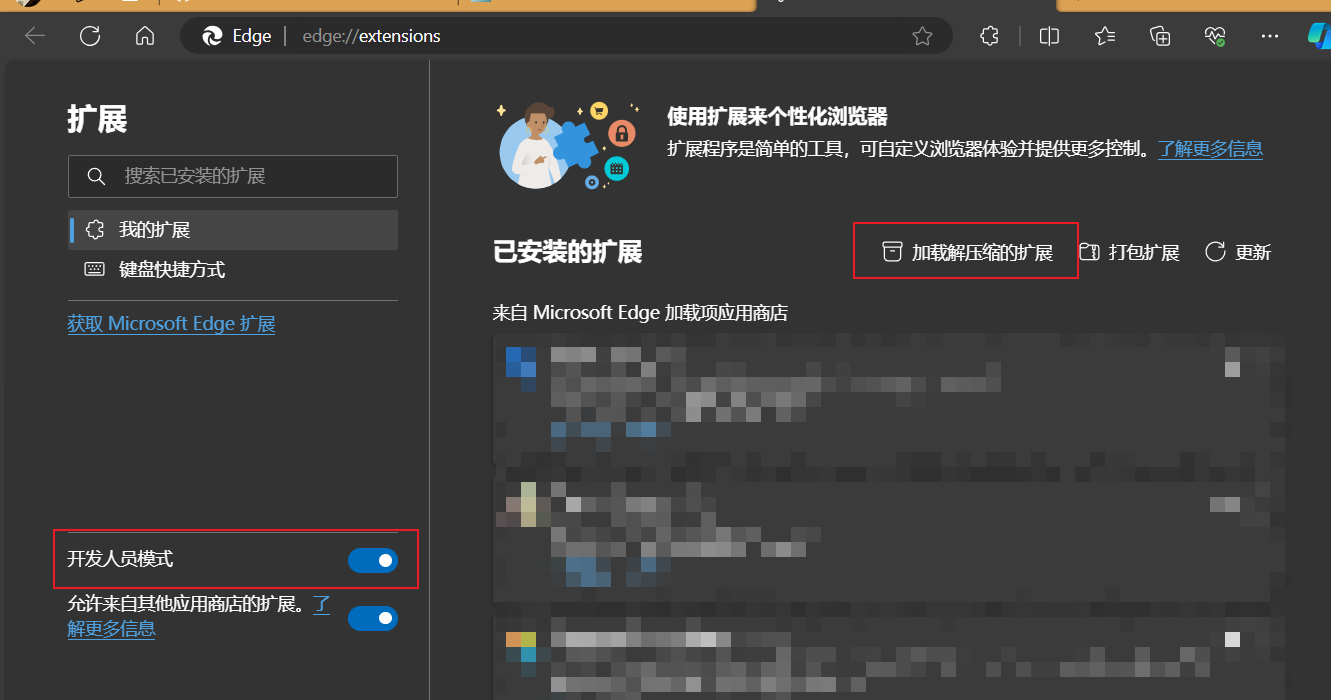 Edge
edge://extensions
扩展
搜索已安装的扩展
我的扩展
键盘快捷方式
获取 Microsoft Edge 扩展
开发人员模式
允许来自其他应用商店的扩展。了
解更多信息
使用扩展来个性化浏览器
扩展程序是简单的工具，可自定义浏览器体验并提供更多控制。了解更多信息
已安装的扩展
加载解压缩的扩展
打包扩展
更新
来自 Microsoft Edge 加载项应用商店